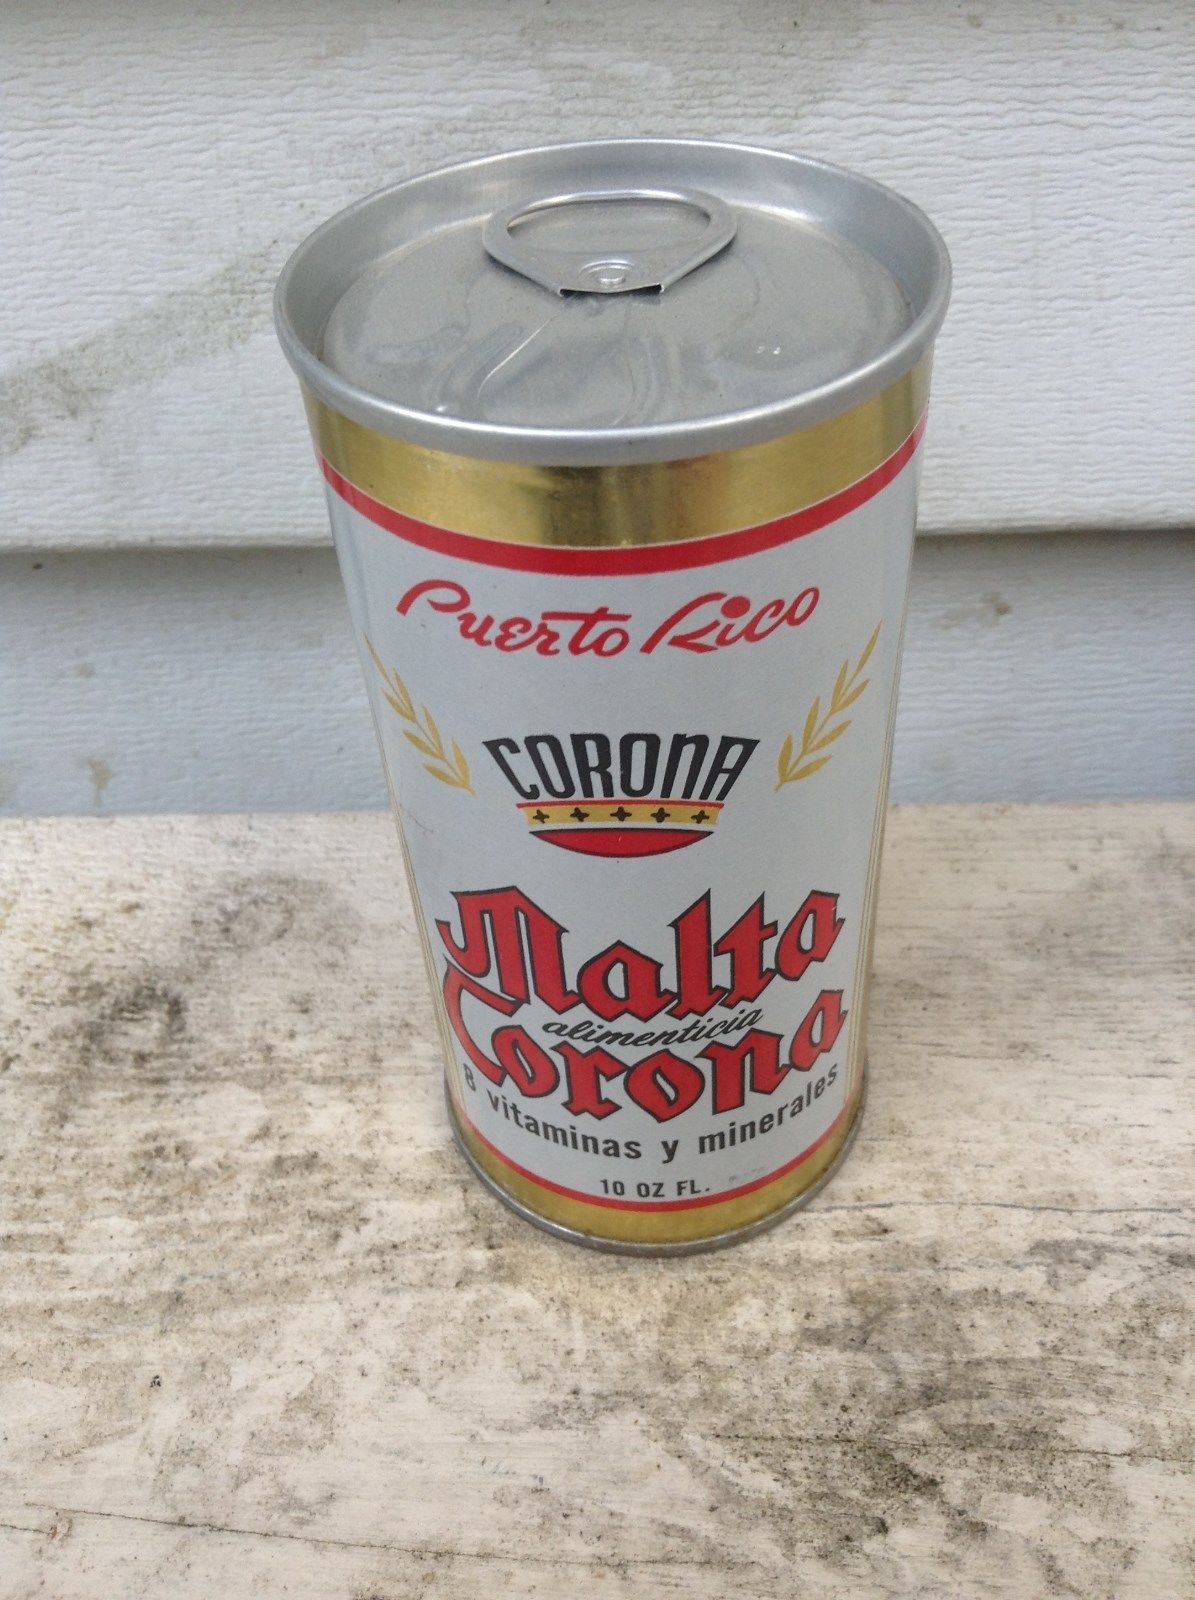 Puerto Rico
CORONA
Malta
alimenticia
Corona
8 vitaminas y minerales
10 OZ FL.